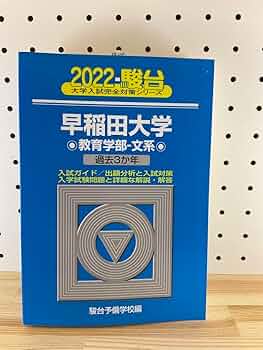 2022-駿台
大学入試完全対策シリーズ
早稲田大学
●教育学部-文系●
過去3か年
入試ガイド/出題分析と入試対策
入学試験問題と詳細な解説・解答
駿台予備学校編